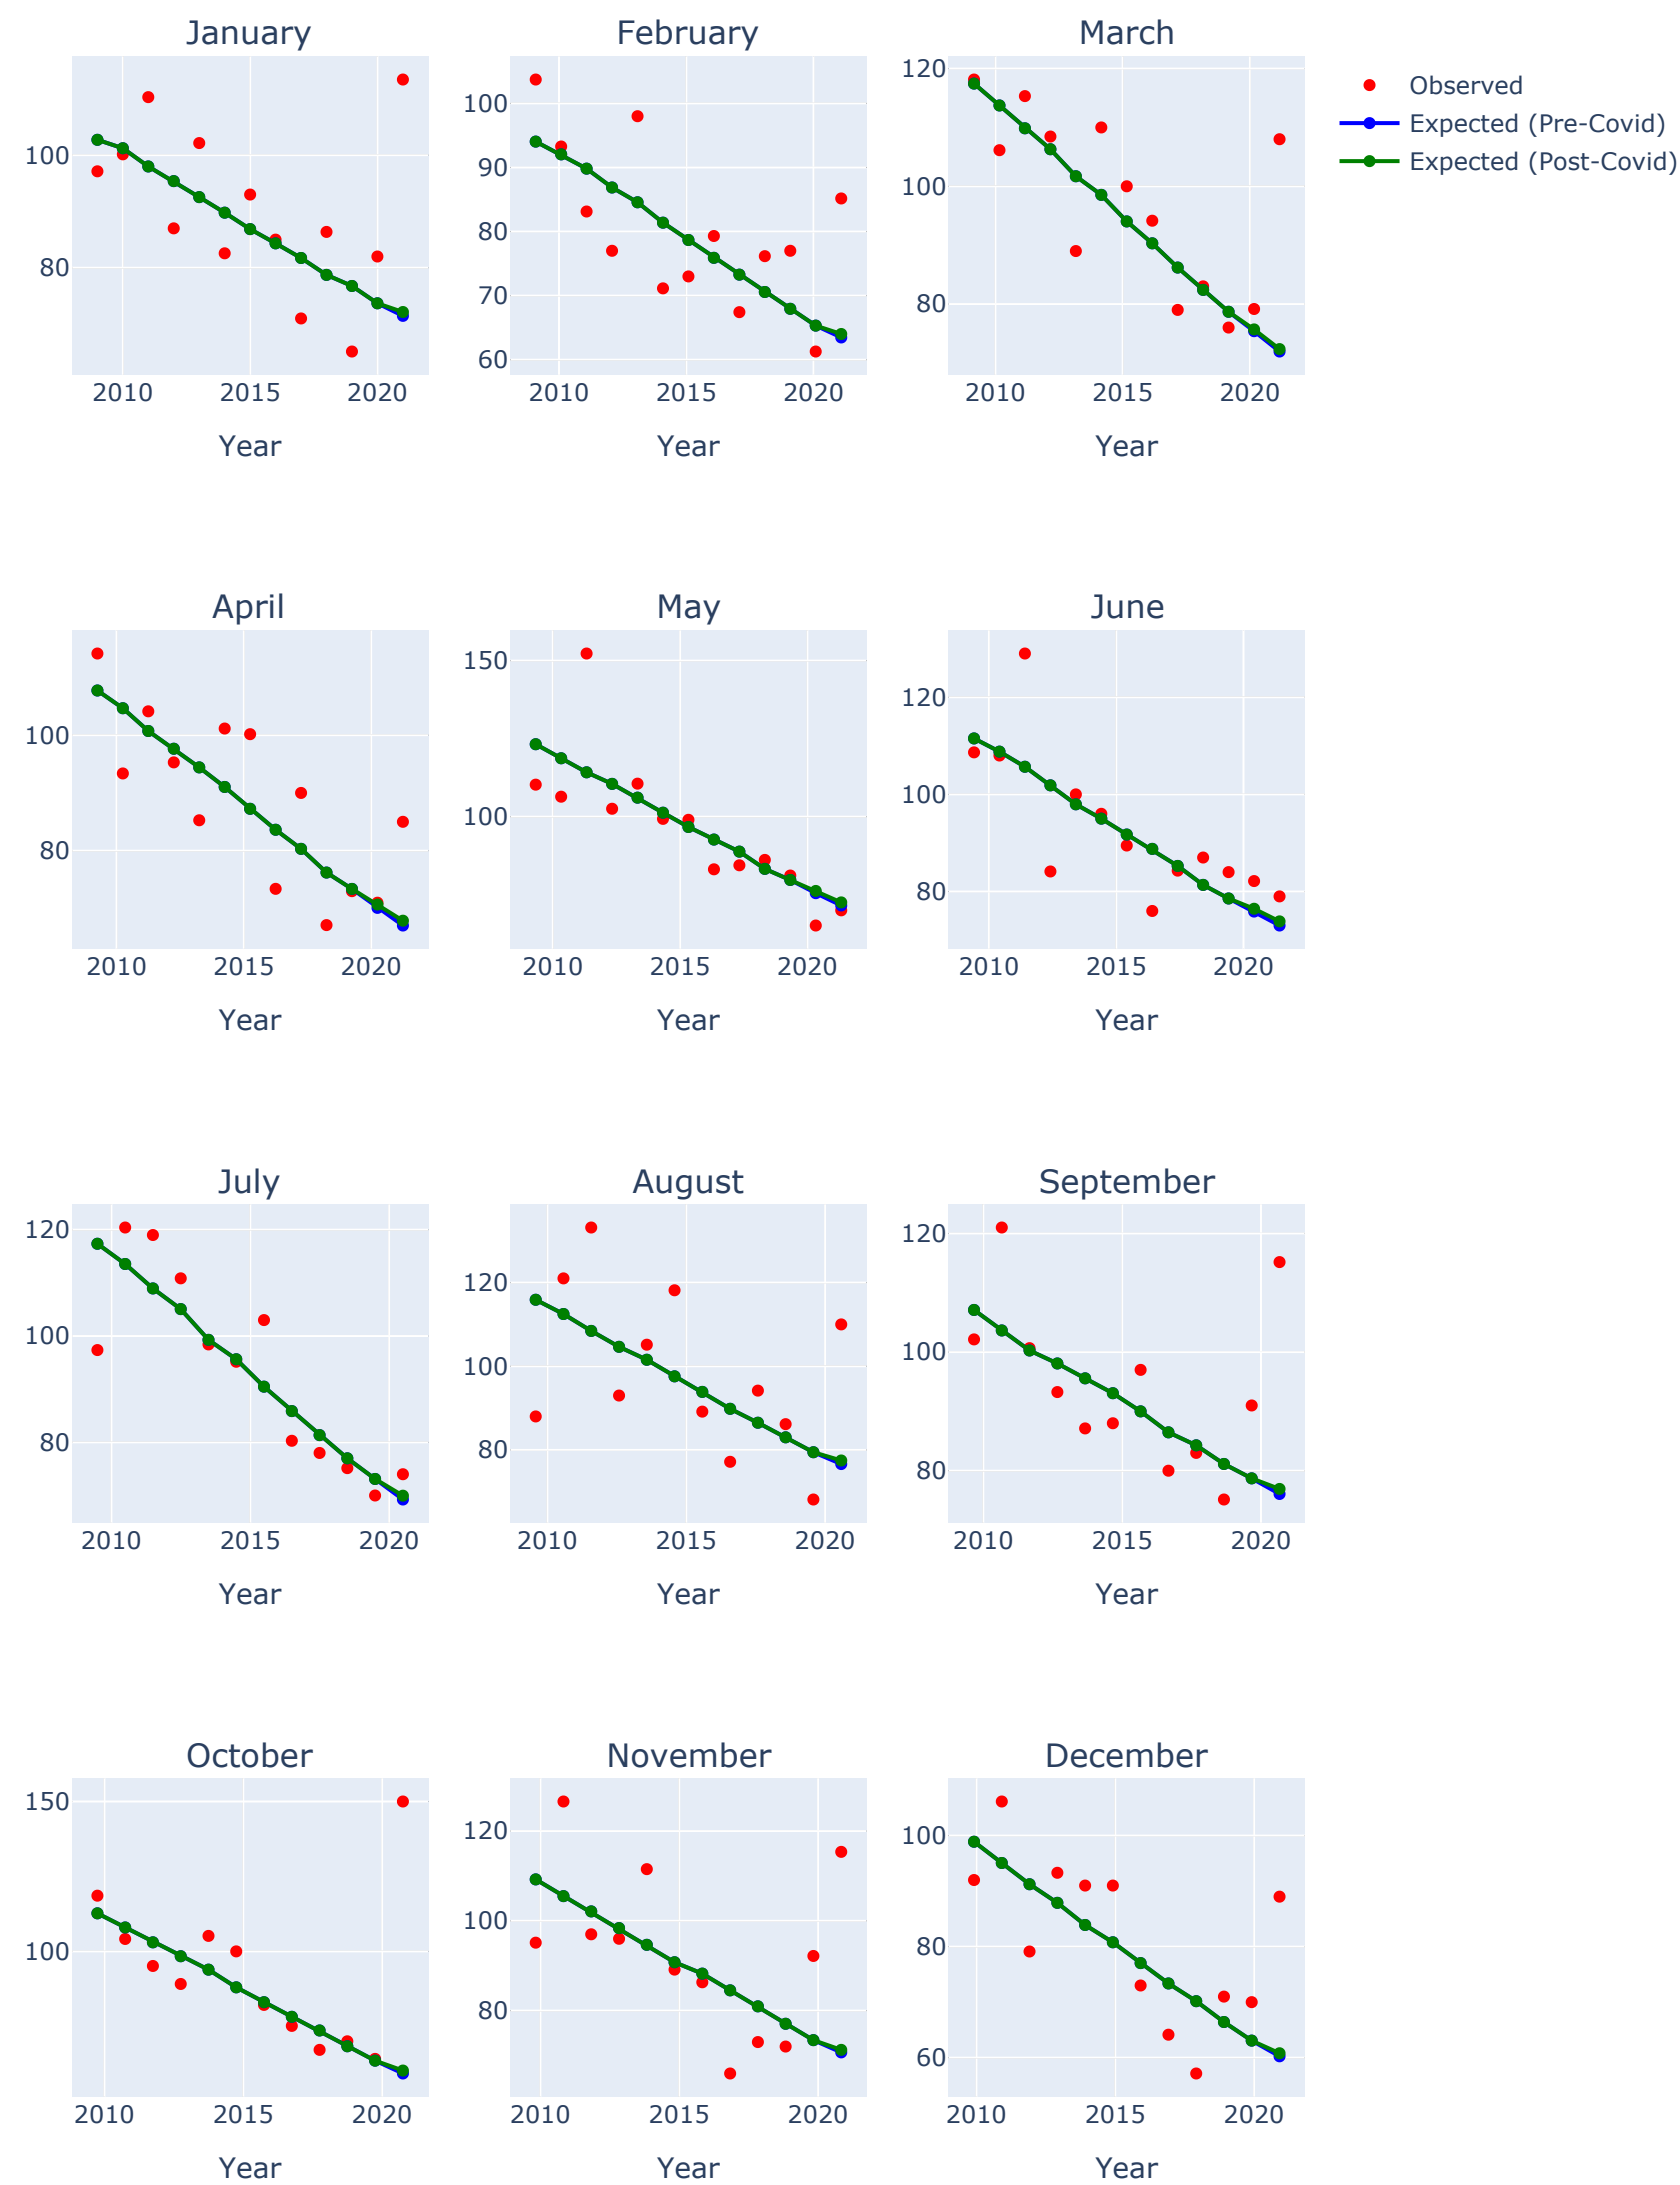 January
February
March
120
100
80
2010
2015
2020
Year
100
90
80
70
60
2010
2015
2020
Year
100
80
2010
2015
2020
Year
Observed
Expected (Pre-Covid)
Expected (Post-Covid)
April
May
June
100
80
2010
2015
2020
Year
150
100
2010
2015
2020
Year
120
100
80
2010
2015
2020
Year
July
August
September
120
100
80
2010
2015
2020
Year
120
100
80
2010
2015
2020
Year
120
100
80
2010
2015
2020
Year
October
November
December
150
100
2010
2015
2020
Year
120
100
80
2010
2015
2020
Year
100
80
60
2010
2015
2020
Year